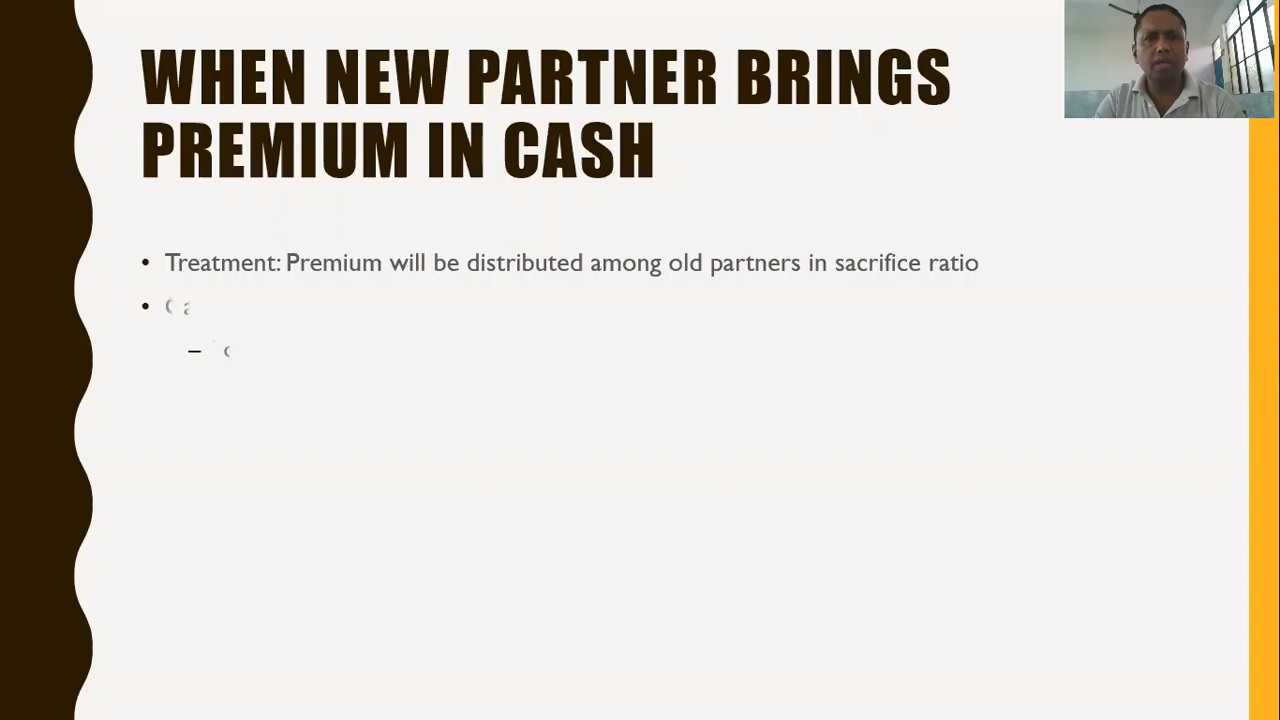 WHEN NEW PARTNER BRINGS
PREMIUM IN CASH
• Treatment: Premium will be distributed among old partners in sacrifice ratio